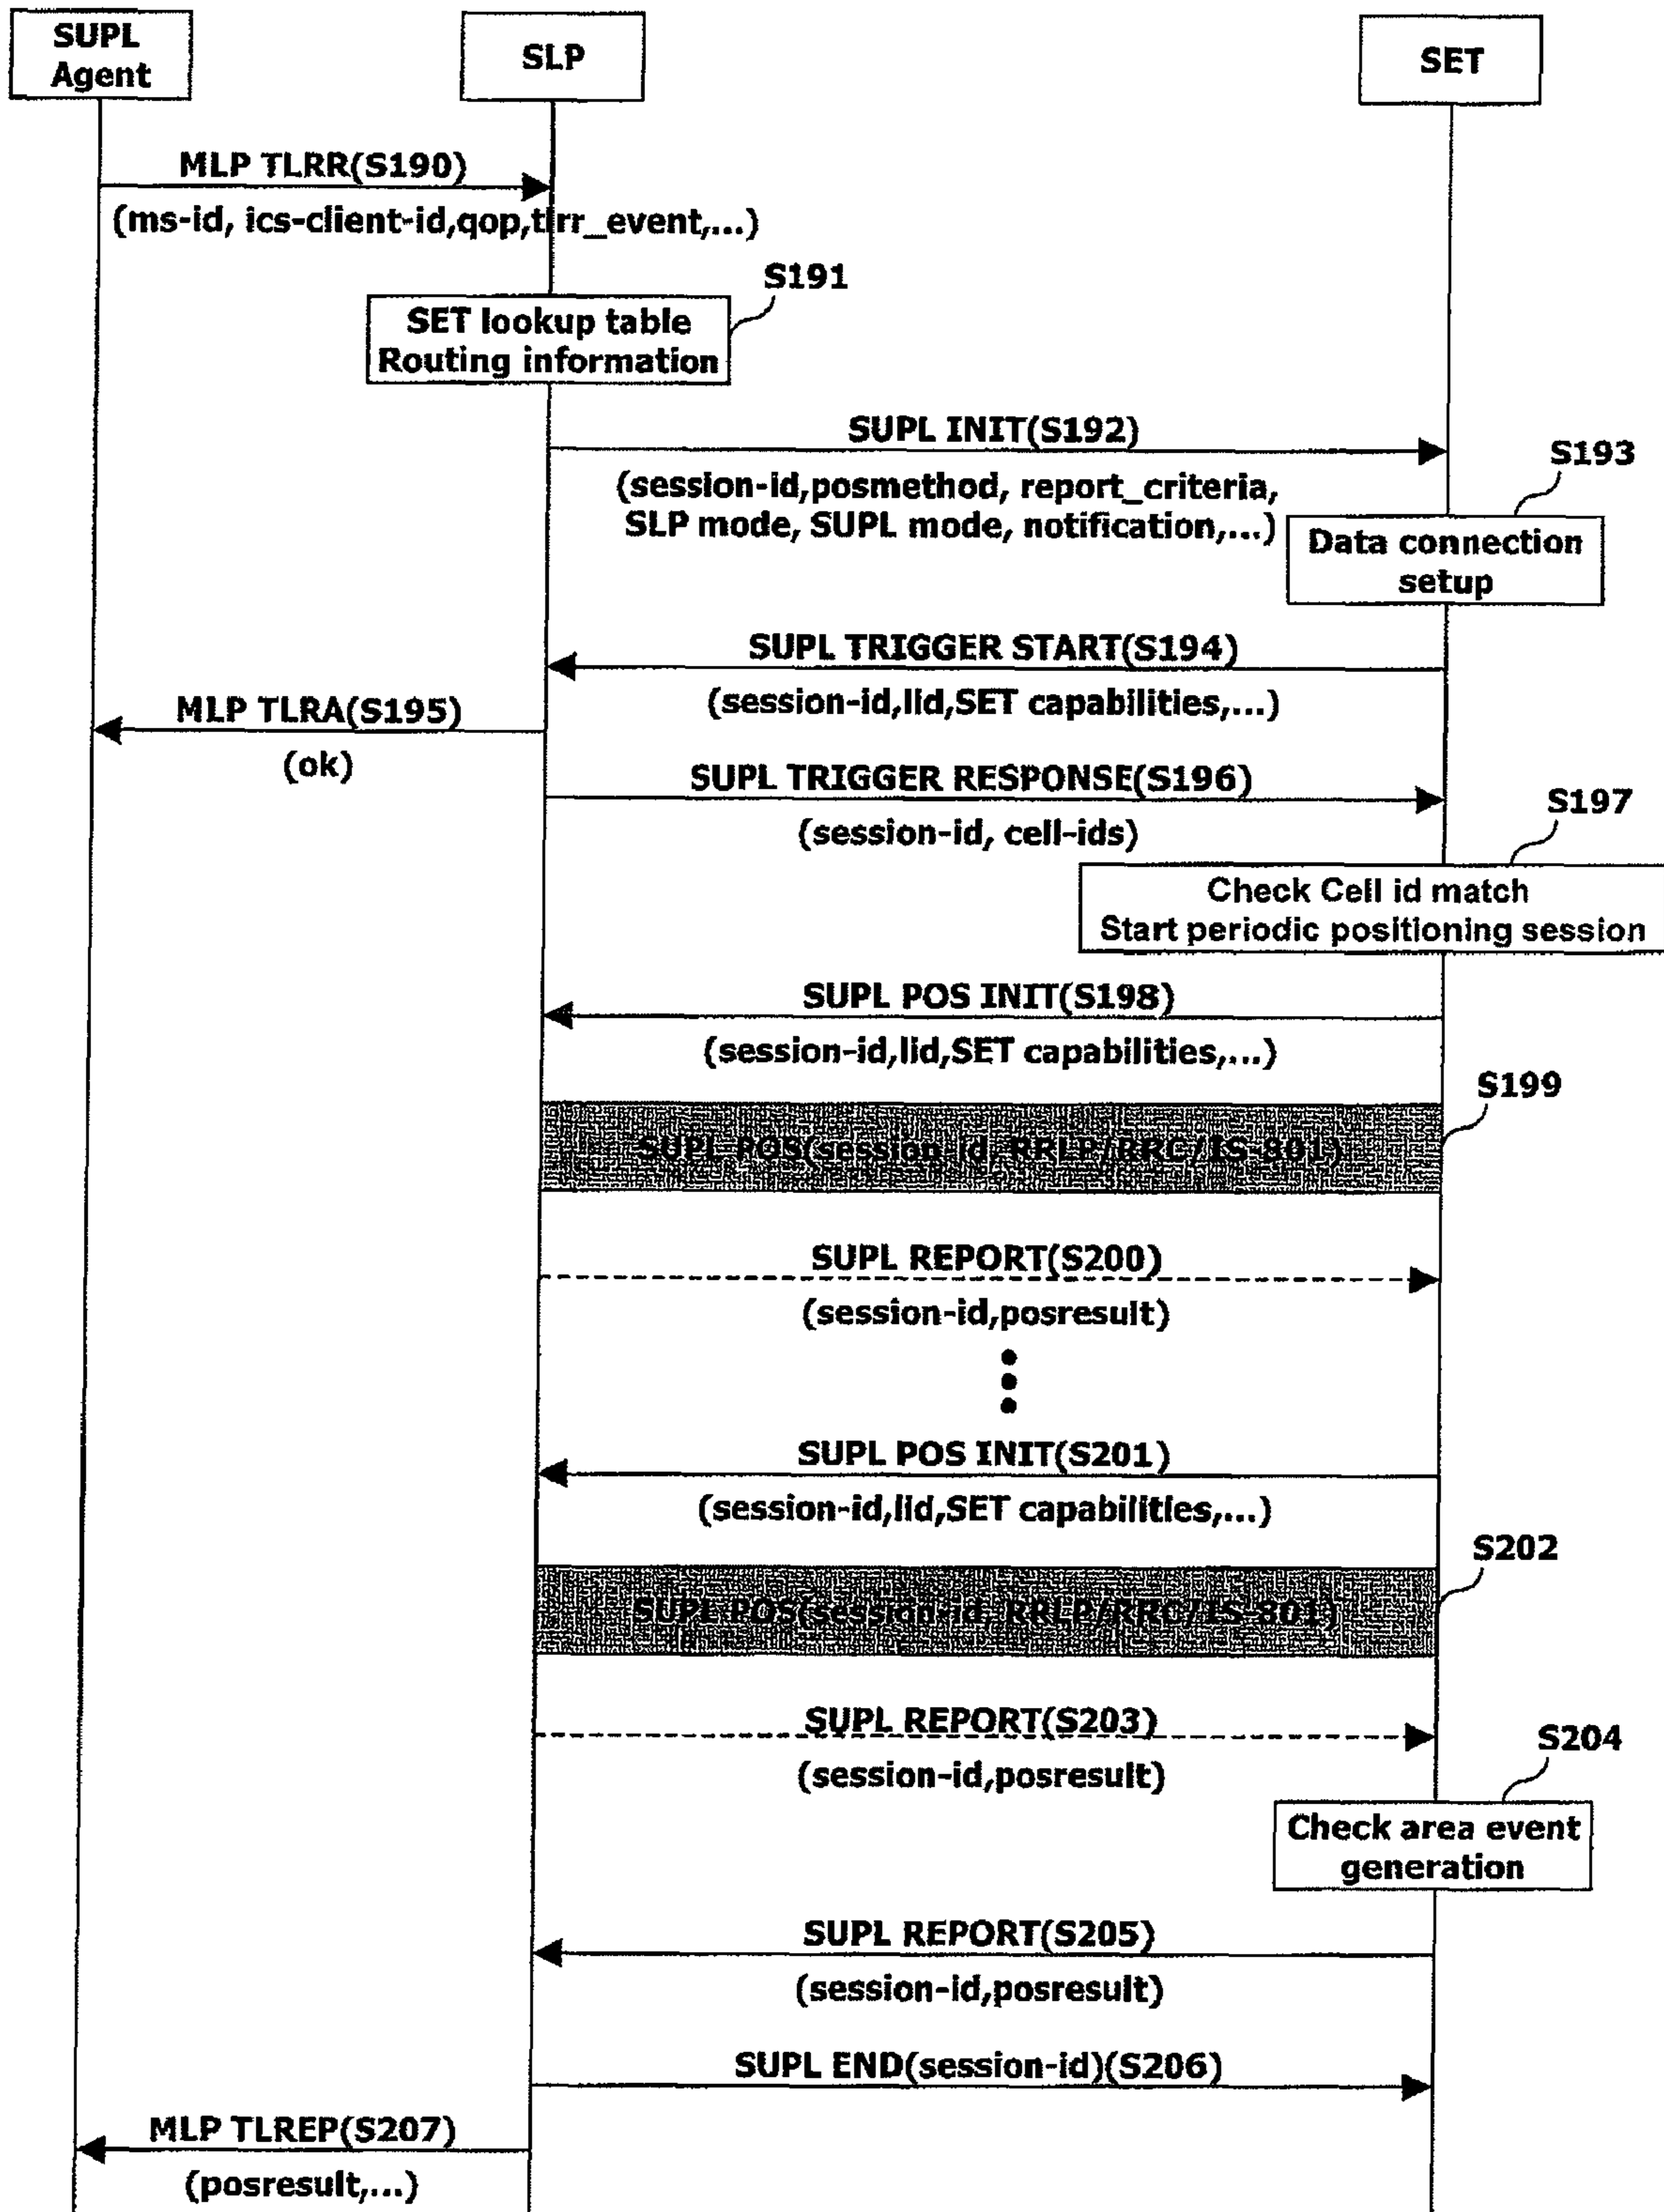 SUPL
Agent
SLP
SET
MLP TLRR(S190)
(ms-id, ics-client-id,qop,tlrr_event,...)
S191
SET lookup table
Routing information
SUPL INIT(S192)
(session-id,posmethod, report_criteria,
SLP mode, SUPL mode, notification,...)
S193
Data connection
setup
SUPL TRIGGER START(S194)
(session-id,lid,SET capabilities,...)
MLP TLRA(S195)
(ok)
SUPL TRIGGER RESPONSE(S196)
(session-id, cell-ids)
S197
Check Cell id match
Start periodic positioning session
SUPL POS INIT(S198)
(session-id,lid,SET capabilities,...)
S199
SUPL POS(session-id, RRLP/RRC/IS-801)
SUPL REPORT(S200)
(session-id,posresult)
SUPL POS INIT(S201)
(session-id,lid,SET capabilities,...)
S202
SUPL POS(session-id, RRLP/RRC/IS-801)
SUPL REPORT(S203)
(session-id,posresult)
S204
Check area event
generation
SUPL REPORT(S205)
(session-id,posresult)
SUPL END(session-id)(S206)
MLP TLREP(S207)
(posresult,...)